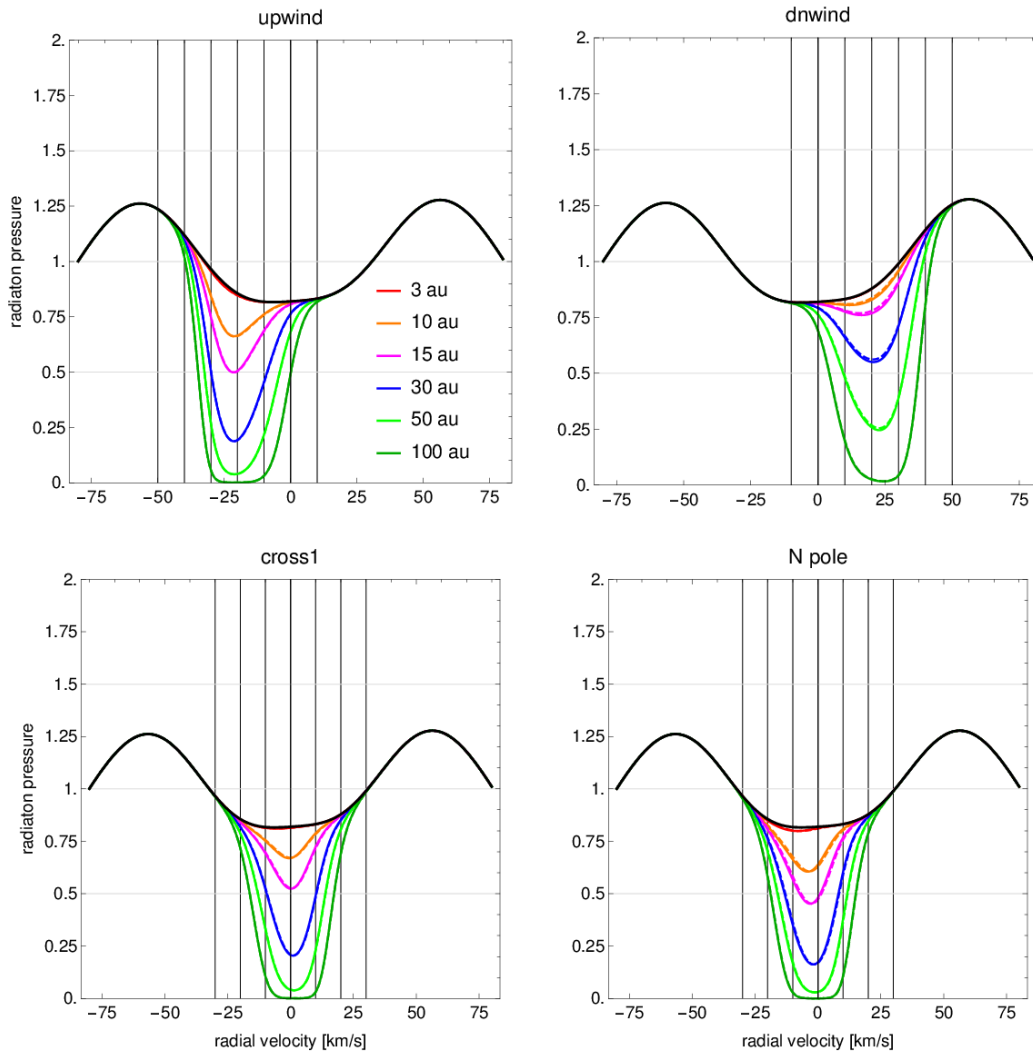 upwind
2.
1.75
1.5
1.25
1.
0.75
0.5
0.25
0.
radiaton pressure
3 au
10 au
15 au
30 au
50 au
100 au
−75 −50 −25 0 25 50 75
dnwind
2.
1.75
1.5
1.25
1.
0.75
0.5
0.25
0.
−75 −50 −25 0 25 50 75
cross1
2.
1.75
1.5
1.25
1.
0.75
0.5
0.25
0.
radiaton pressure
−75 −50 −25 0 25 50 75
radial velocity [km/s]
N pole
2.
1.75
1.5
1.25
1.
0.75
0.5
0.25
0.
−75 −50 −25 0 25 50 75
radial velocity [km/s]